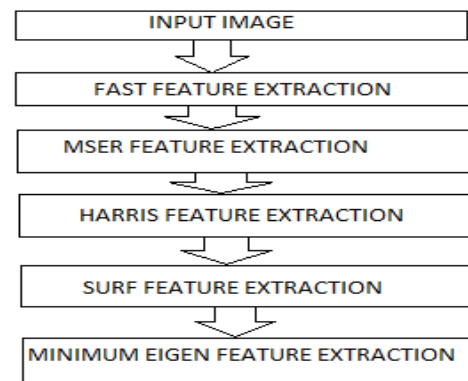 INPUT IMAGE
FAST FEATURE EXTRACTION
MSER FEATURE EXTRACTION
HARRIS FEATURE EXTRACTION
SURF FEATURE EXTRACTION
MINIMUM EIGEN FEATURE EXTRACTION